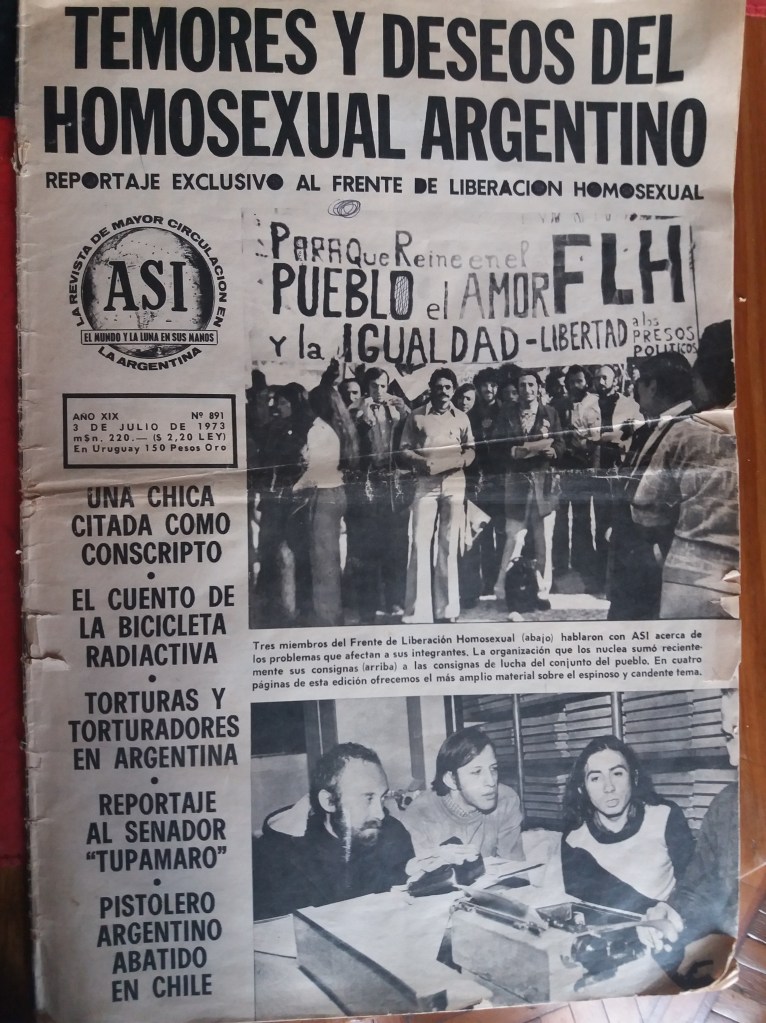 TEMORES Y DESEOS DEL
HOMOSEXUAL ARGENTINO
REPORTAJE EXCLUSIVO AL FRENTE DE LIBERACION HOMOSEXUAL
LA REVISTA DE MAYOR CIRCULACION EN
ASI
EL MUNDO Y LA LUNA EN SUS MANOS
LA ARGENTINA
AÑO XIX Nº 891
3 DE JULIO DE 1973
m$n. 220.— ($ 2,20 LEY)
En Uruguay 150 Pesos Oro
UNA CHICA
CITADA COMO
CONSCRIPTO
•
EL CUENTO DE
LA BICICLETA
RADIACTIVA
•
TORTURAS Y
TORTURADORES
EN ARGENTINA
•
REPORTAJE
AL SENADOR
“TUPAMARO”
•
PISTOLERO
ARGENTINO
ABATIDO
EN CHILE
PARAQueReine en el
PUEBLO el AMOR FLH
Y la IGUALDAD - LIBERTAD a los PRESOS POLITICOS
Tres miembros del Frente de Liberación Homosexual (abajo) hablaron con ASI acerca de
los problemas que afectan a sus integrantes. La organización que los nuclea sumó reciente-
mente sus consignas (arriba) a las consignas de lucha del conjunto del pueblo. En cuatro
páginas de esta edición ofrecemos el más amplio material sobre el espinoso y candente tema.